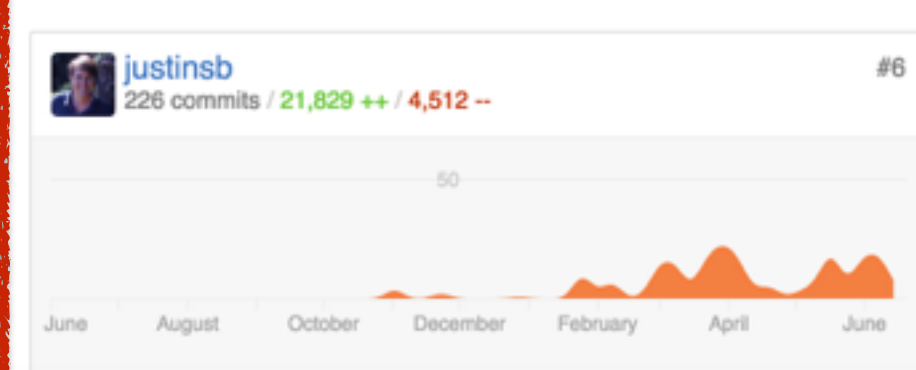 justinsb #6
226 commits / 21,829 ++ / 4,512 --
50
June August October December February April June